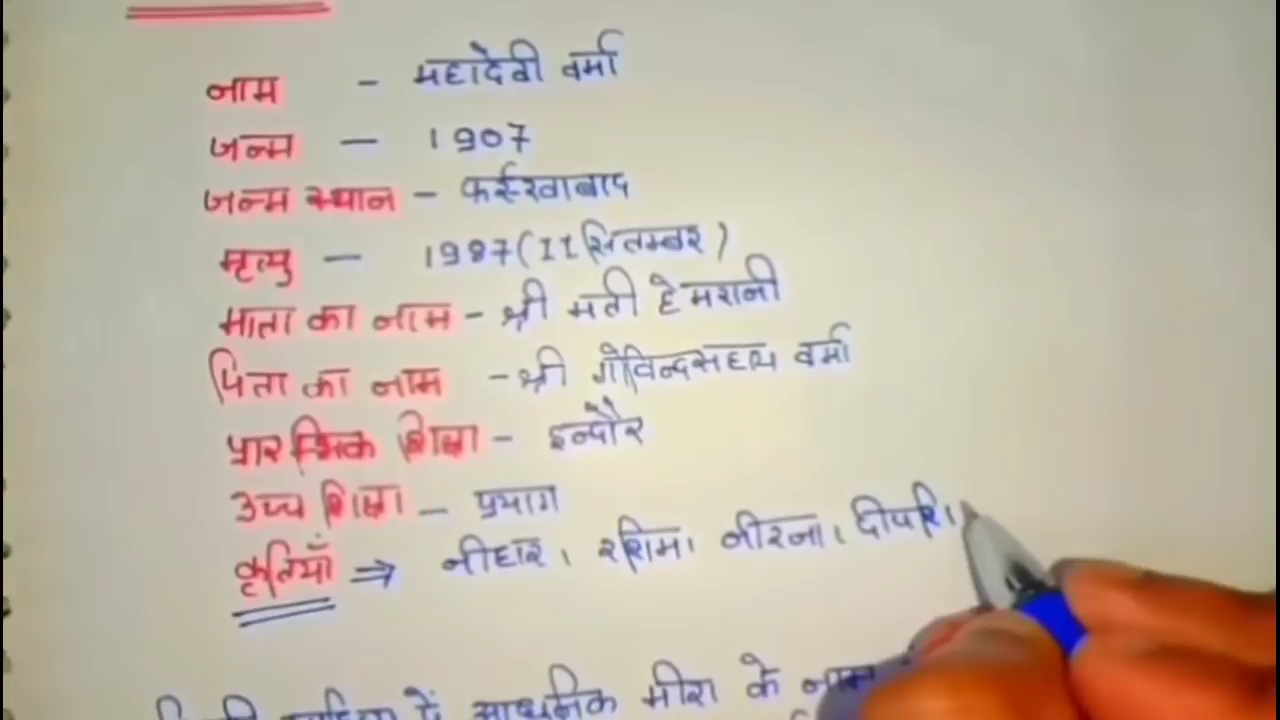 नाम - महादेवी वर्मा
जन्म - 1907
जन्म स्थान - फर्रुखाबाद
मृत्यु - 1987 (11 सितम्बर)
माता का नाम - श्री मती हेमरानी
पिता का नाम - श्री गोविन्दसहाय वर्मा
प्रारम्भिक शिक्षा - इन्दौर
उच्च शिक्षा - प्रयाग
कृतियाँ ⇒ नीहार, रश्मि, नीरजा, दीपशि
में आधुनिक मीरा के नाम